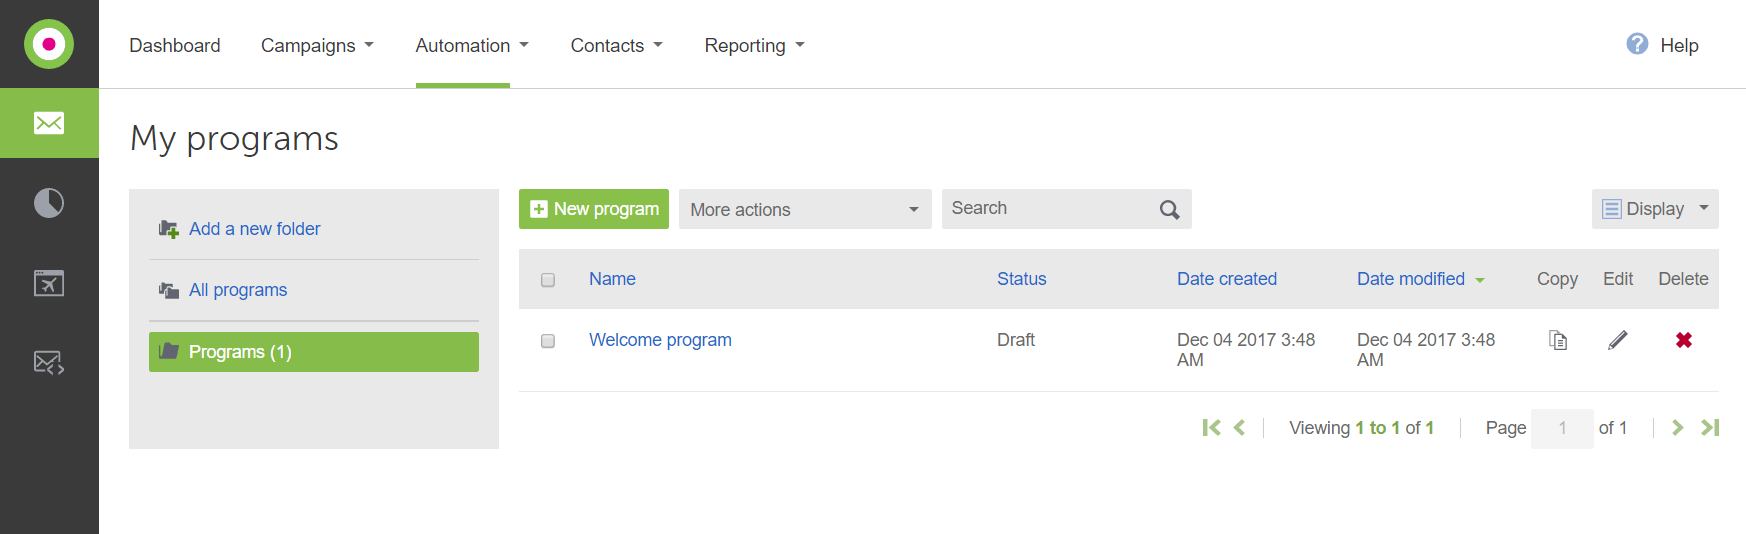 Dashboard Campaigns Automation Contacts Reporting ? Help
My programs
Add a new folder
All programs
Programs (1)
New program More actions Search Display
Name Status Date created Date modified Copy Edit Delete
Welcome program Draft Dec 04 2017 3:48 Dec 04 2017 3:48
AM AM
Viewing 1 to 1 of 1 Page 1 of 1